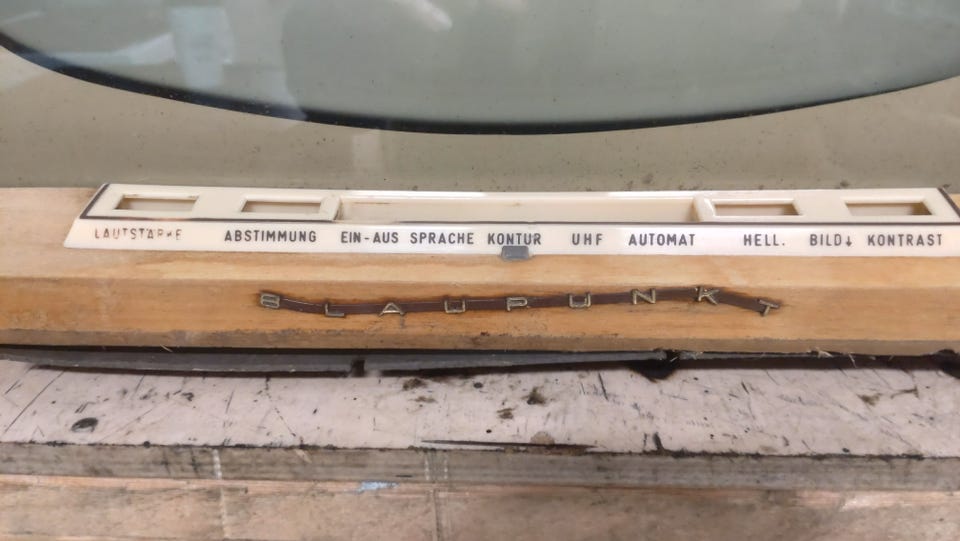 LAUTSTÄRKE ABSTIMMUNG EIN-AUS SPRACHE KONTUR UHF AUTOMAT HELL. BILD↓ KONTRAST
BLAUPUNKT